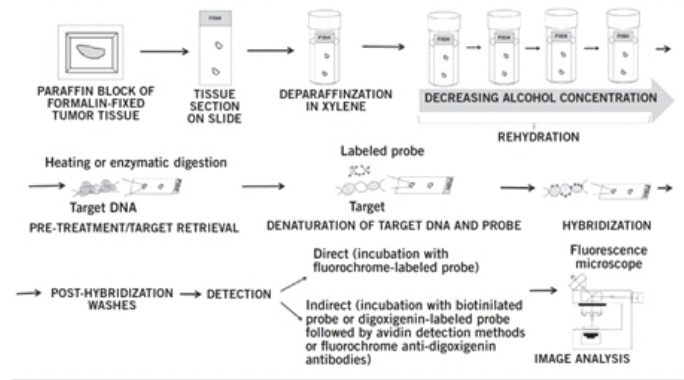 FISH
FISH
FISH
FISH
FISH
FISH
PARAFFIN BLOCK OF
FORMALIN-FIXED
TUMOR TISSUE
TISSUE
SECTION
ON SLIDE
DEPARAFFINZATION
IN XYLENE
DECREASING ALCOHOL CONCENTRATION
REHYDRATION
Heating or enzymatic digestion
Target DNA
PRE-TREATMENT/TARGET RETRIEVAL
Labeled probe
Target
DENATURATION OF TARGET DNA AND PROBE
HYBRIDIZATION
POST-HYBRIDIZATION
WASHES
DETECTION
Direct (incubation with
fluorochrome-labeled probe)
Indirect (incubation with biotinilated
probe or digoxigenin-labeled probe
followed by avidin detection methods
or fluorochrome anti-digoxigenin
antibodies)
Fluorescence
microscope
IMAGE ANALYSIS